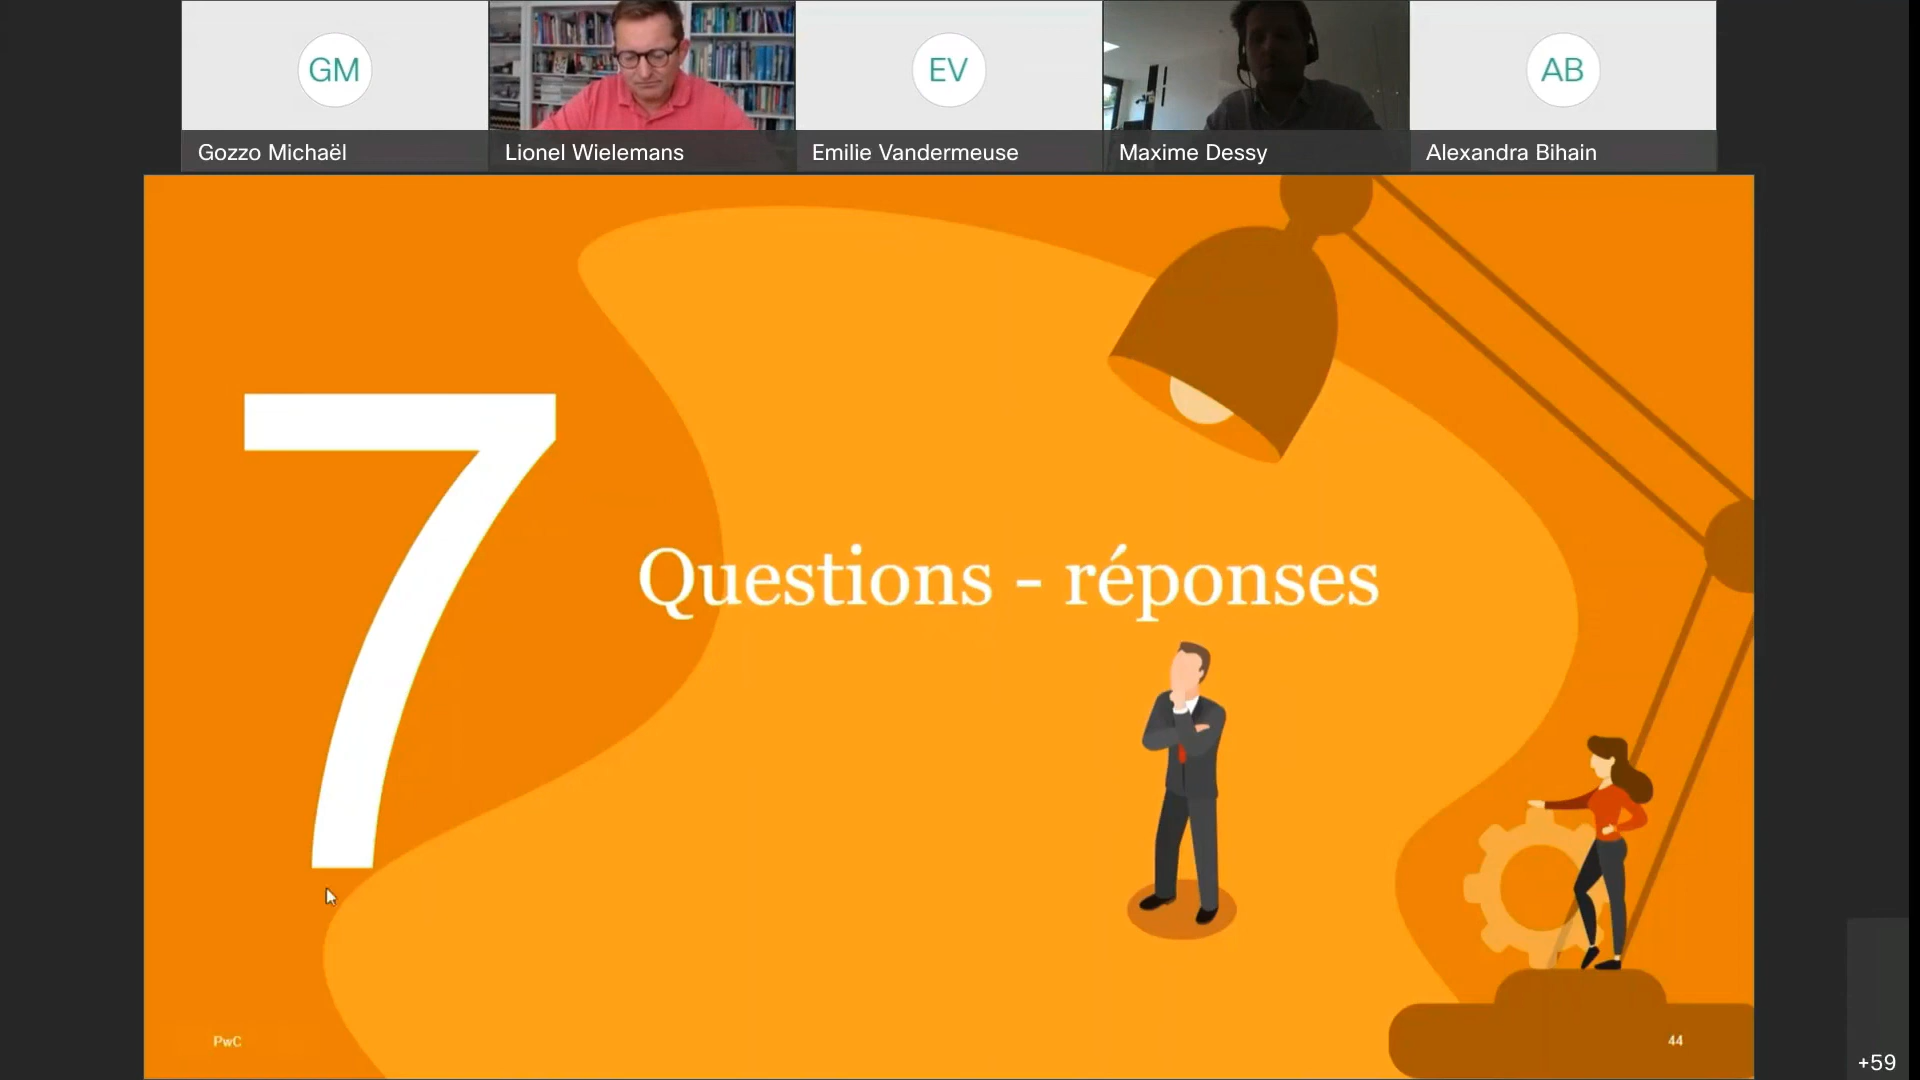 GM
EV
AB
Gozzo Michaël
Lionel Wielemans
Emilie Vandermeuse
Maxime Dessy
Alexandra Bihain
7
Questions - réponses
PwC
44
+59